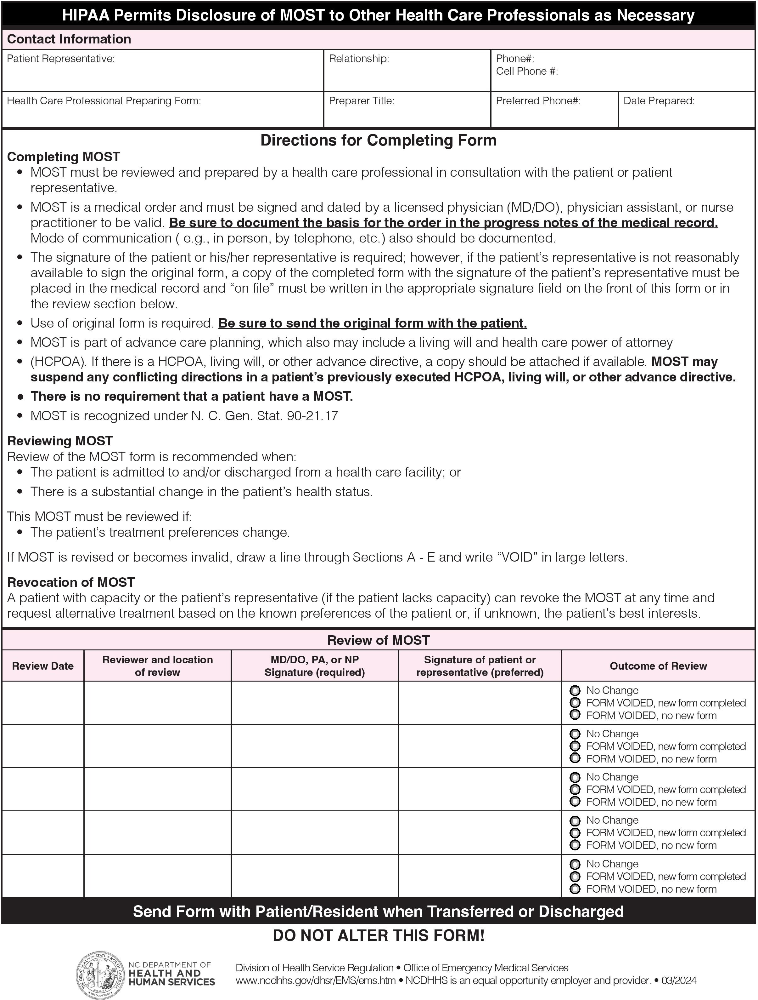 HIPAA Permits Disclosure of MOST to Other Health Care Professionals as Necessary
Contact Information
Patient Representative:
Relationship:
Phone#:
Cell Phone #:
Health Care Professional Preparing Form:
Preparer Title:
Preferred Phone#:
Date Prepared:
Directions for Completing Form
Completing MOST
• MOST must be reviewed and prepared by a health care professional in consultation with the patient or patient
representative.
• MOST is a medical order and must be signed and dated by a licensed physician (MD/DO), physician assistant, or nurse
practitioner to be valid. Be sure to document the basis for the order in the progress notes of the medical record.
Mode of communication ( e.g., in person, by telephone, etc.) also should be documented.
• The signature of the patient or his/her representative is required; however, if the patient’s representative is not reasonably
available to sign the original form, a copy of the completed form with the signature of the patient’s representative must be
placed in the medical record and “on file” must be written in the appropriate signature field on the front of this form or in
the review section below.
• Use of original form is required. Be sure to send the original form with the patient.
• MOST is part of advance care planning, which also may include a living will and health care power of attorney
• (HCPOA). If there is a HCPOA, living will, or other advance directive, a copy should be attached if available. MOST may
suspend any conflicting directions in a patient’s previously executed HCPOA, living will, or other advance directive.
• There is no requirement that a patient have a MOST.
• MOST is recognized under N. C. Gen. Stat. 90-21.17
Reviewing MOST
Review of the MOST form is recommended when:
• The patient is admitted to and/or discharged from a health care facility; or
• There is a substantial change in the patient’s health status.
This MOST must be reviewed if:
• The patient’s treatment preferences change.
If MOST is revised or becomes invalid, draw a line through Sections A - E and write “VOID” in large letters.
Revocation of MOST
A patient with capacity or the patient’s representative (if the patient lacks capacity) can revoke the MOST at any time and
request alternative treatment based on the known preferences of the patient or, if unknown, the patient’s best interests.
Review of MOST
Review Date
Reviewer and location
of review
MD/DO, PA, or NP
Signature (required)
Signature of patient or
representative (preferred)
Outcome of Review
No Change
FORM VOIDED, new form completed
FORM VOIDED, no new form
No Change
FORM VOIDED, new form completed
FORM VOIDED, no new form
No Change
FORM VOIDED, new form completed
FORM VOIDED, no new form
No Change
FORM VOIDED, new form completed
FORM VOIDED, no new form
No Change
FORM VOIDED, new form completed
FORM VOIDED, no new form
Send Form with Patient/Resident when Transferred or Discharged
DO NOT ALTER THIS FORM!
THE GREAT SEAL OF THE STATE OF NORTH CAROLINA
MAY 20, 1775
APRIL 12, 1776
ESSE QUAM VIDERI
NC DEPARTMENT OF
HEALTH AND
HUMAN SERVICES
Division of Health Service Regulation • Office of Emergency Medical Services
www.ncdhhs.gov/dhsr/EMS/ems.htm • NCDHHS is an equal opportunity employer and provider. • 03/2024